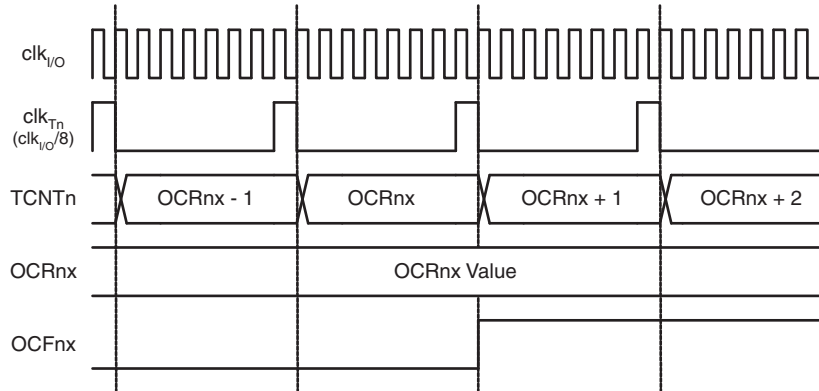 clkI/O
clkTn
(clkI/O/8)
TCNTn
OCRnx - 1
OCRnx
OCRnx + 1
OCRnx + 2
OCRnx
OCRnx Value
OCFnx